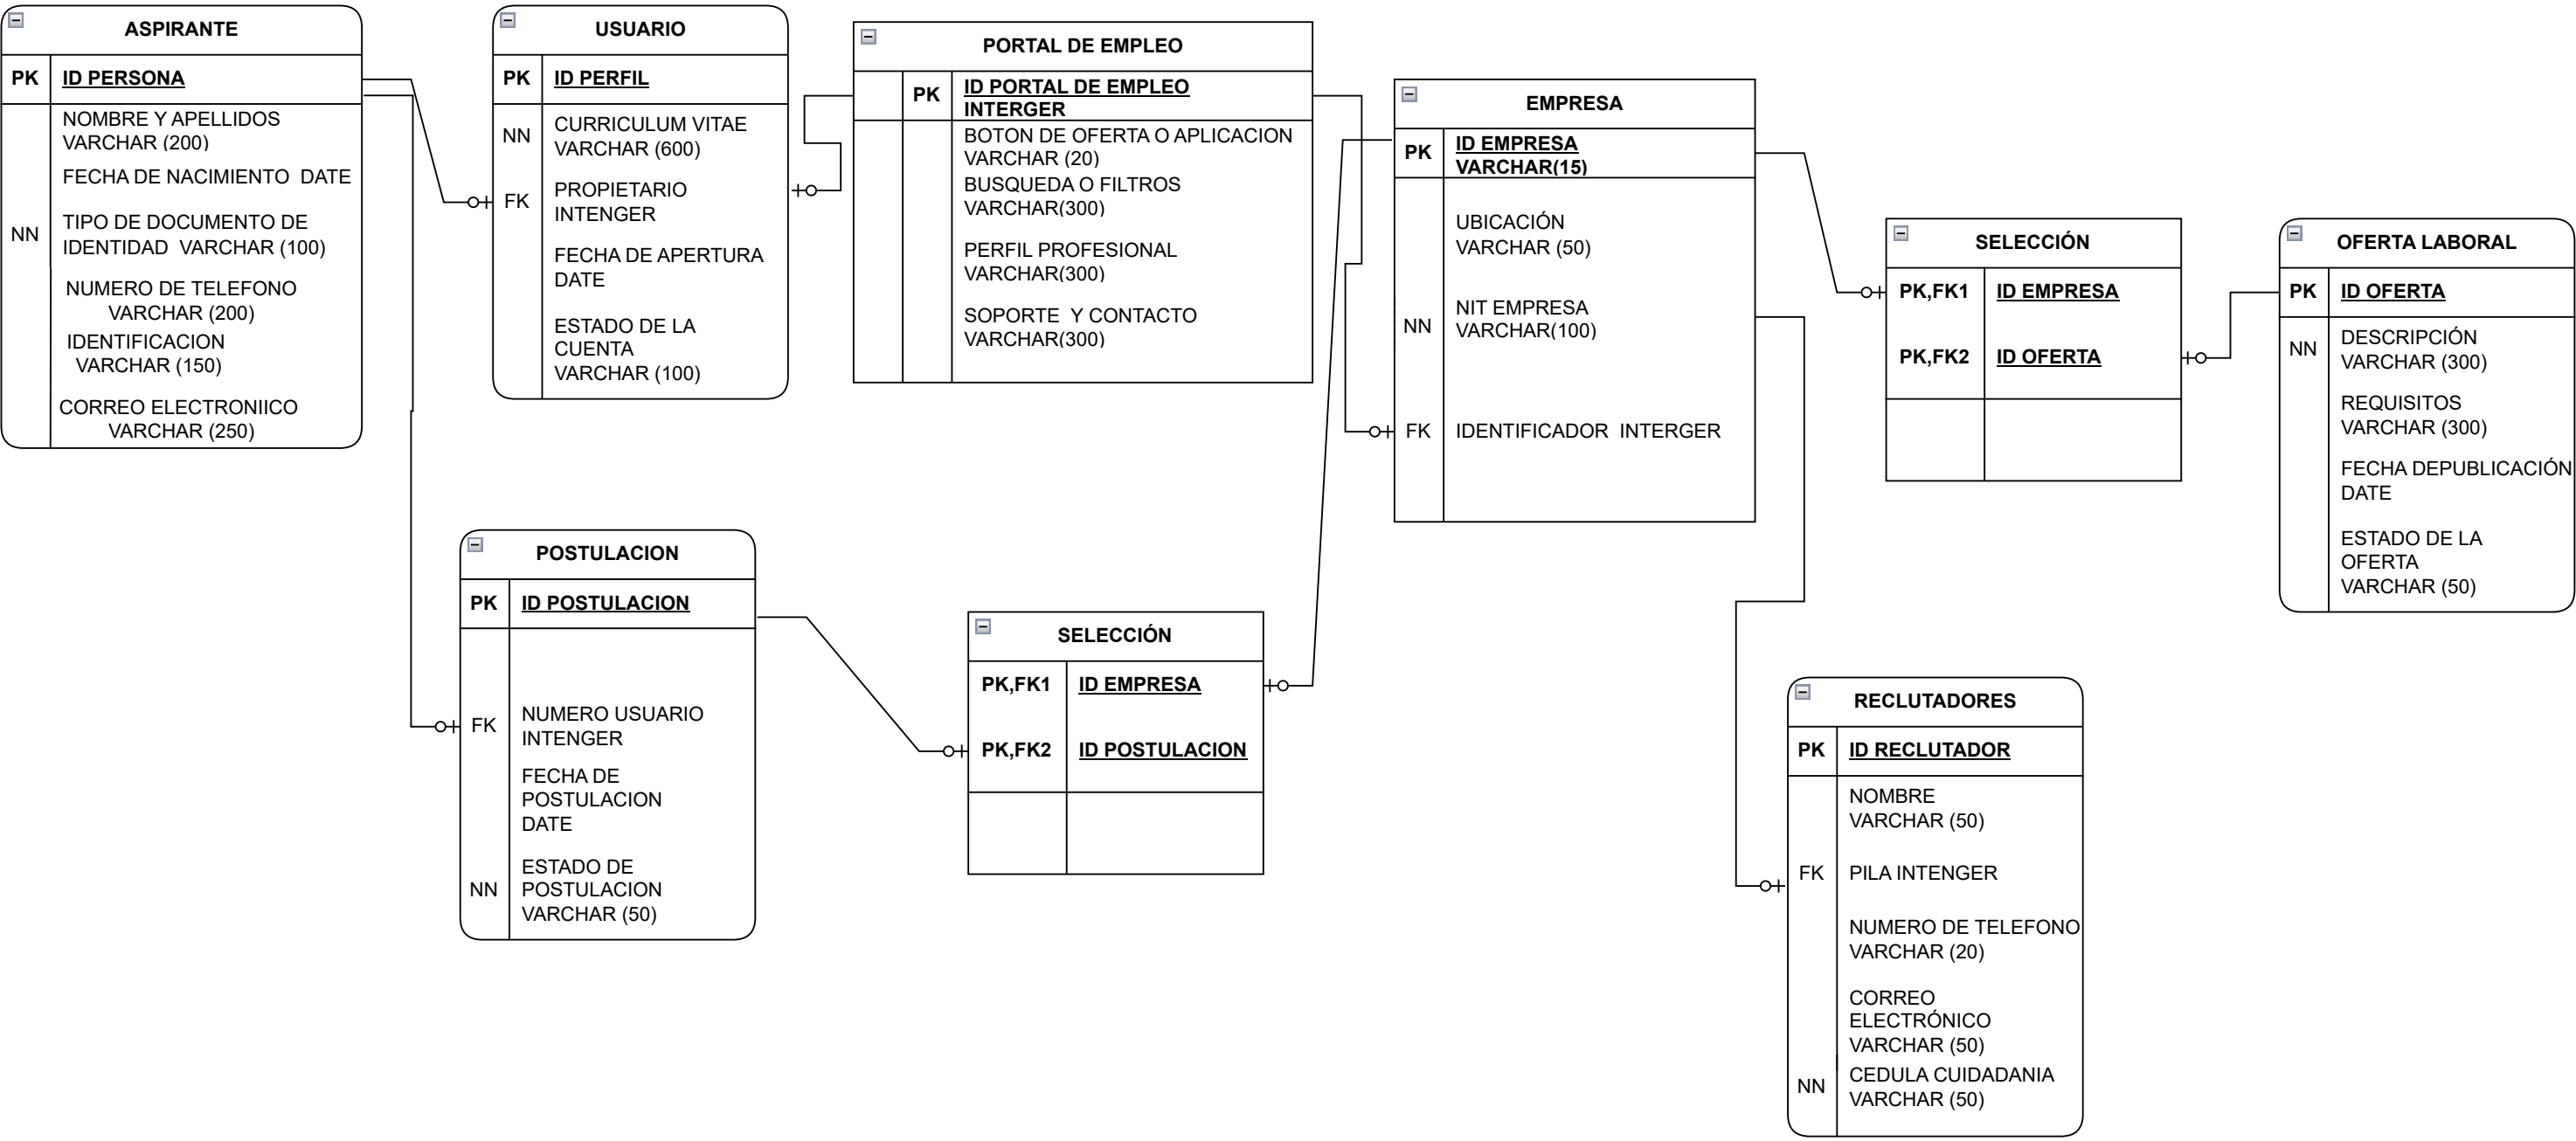 ASPIRANTE
PK ID PERSONA
NOMBRE Y APELLIDOS
VARCHAR (200)
FECHA DE NACIMIENTO DATE
NN TIPO DE DOCUMENTO DE
IDENTIDAD VARCHAR (100)
NUMERO DE TELEFONO
VARCHAR (200)
IDENTIFICACION
VARCHAR (150)
CORREO ELECTRONIICO
VARCHAR (250)
USUARIO
PK ID PERFIL
NN CURRICULUM VITAE
VARCHAR (600)
FK PROPIETARIO
INTENGER
FECHA DE APERTURA
DATE
ESTADO DE LA
CUENTA
VARCHAR (100)
PORTAL DE EMPLEO
PK ID PORTAL DE EMPLEO
INTERGER
BOTON DE OFERTA O APLICACION
VARCHAR (20)
BUSQUEDA O FILTROS
VARCHAR(300)
PERFIL PROFESIONAL
VARCHAR(300)
SOPORTE Y CONTACTO
VARCHAR(300)
EMPRESA
PK ID EMPRESA
VARCHAR(15)
UBICACIÓN
VARCHAR (50)
NN NIT EMPRESA
VARCHAR(100)
FK IDENTIFICADOR INTERGER
SELECCIÓN
PK,FK1 ID EMPRESA
PK,FK2 ID OFERTA
OFERTA LABORAL
PK ID OFERTA
NN DESCRIPCIÓN
VARCHAR (300)
REQUISITOS
VARCHAR (300)
FECHA DEPUBLICACIÓN
DATE
ESTADO DE LA
OFERTA
VARCHAR (50)
POSTULACION
PK ID POSTULACION
FK NUMERO USUARIO
INTENGER
FECHA DE
POSTULACION
DATE
NN ESTADO DE
POSTULACION
VARCHAR (50)
SELECCIÓN
PK,FK1 ID EMPRESA
PK,FK2 ID POSTULACION
RECLUTADORES
PK ID RECLUTADOR
NOMBRE
VARCHAR (50)
FK PILA INTENGER
NUMERO DE TELEFONO
VARCHAR (20)
CORREO
ELECTRÓNICO
VARCHAR (50)
NN CEDULA CUIDADANIA
VARCHAR (50)